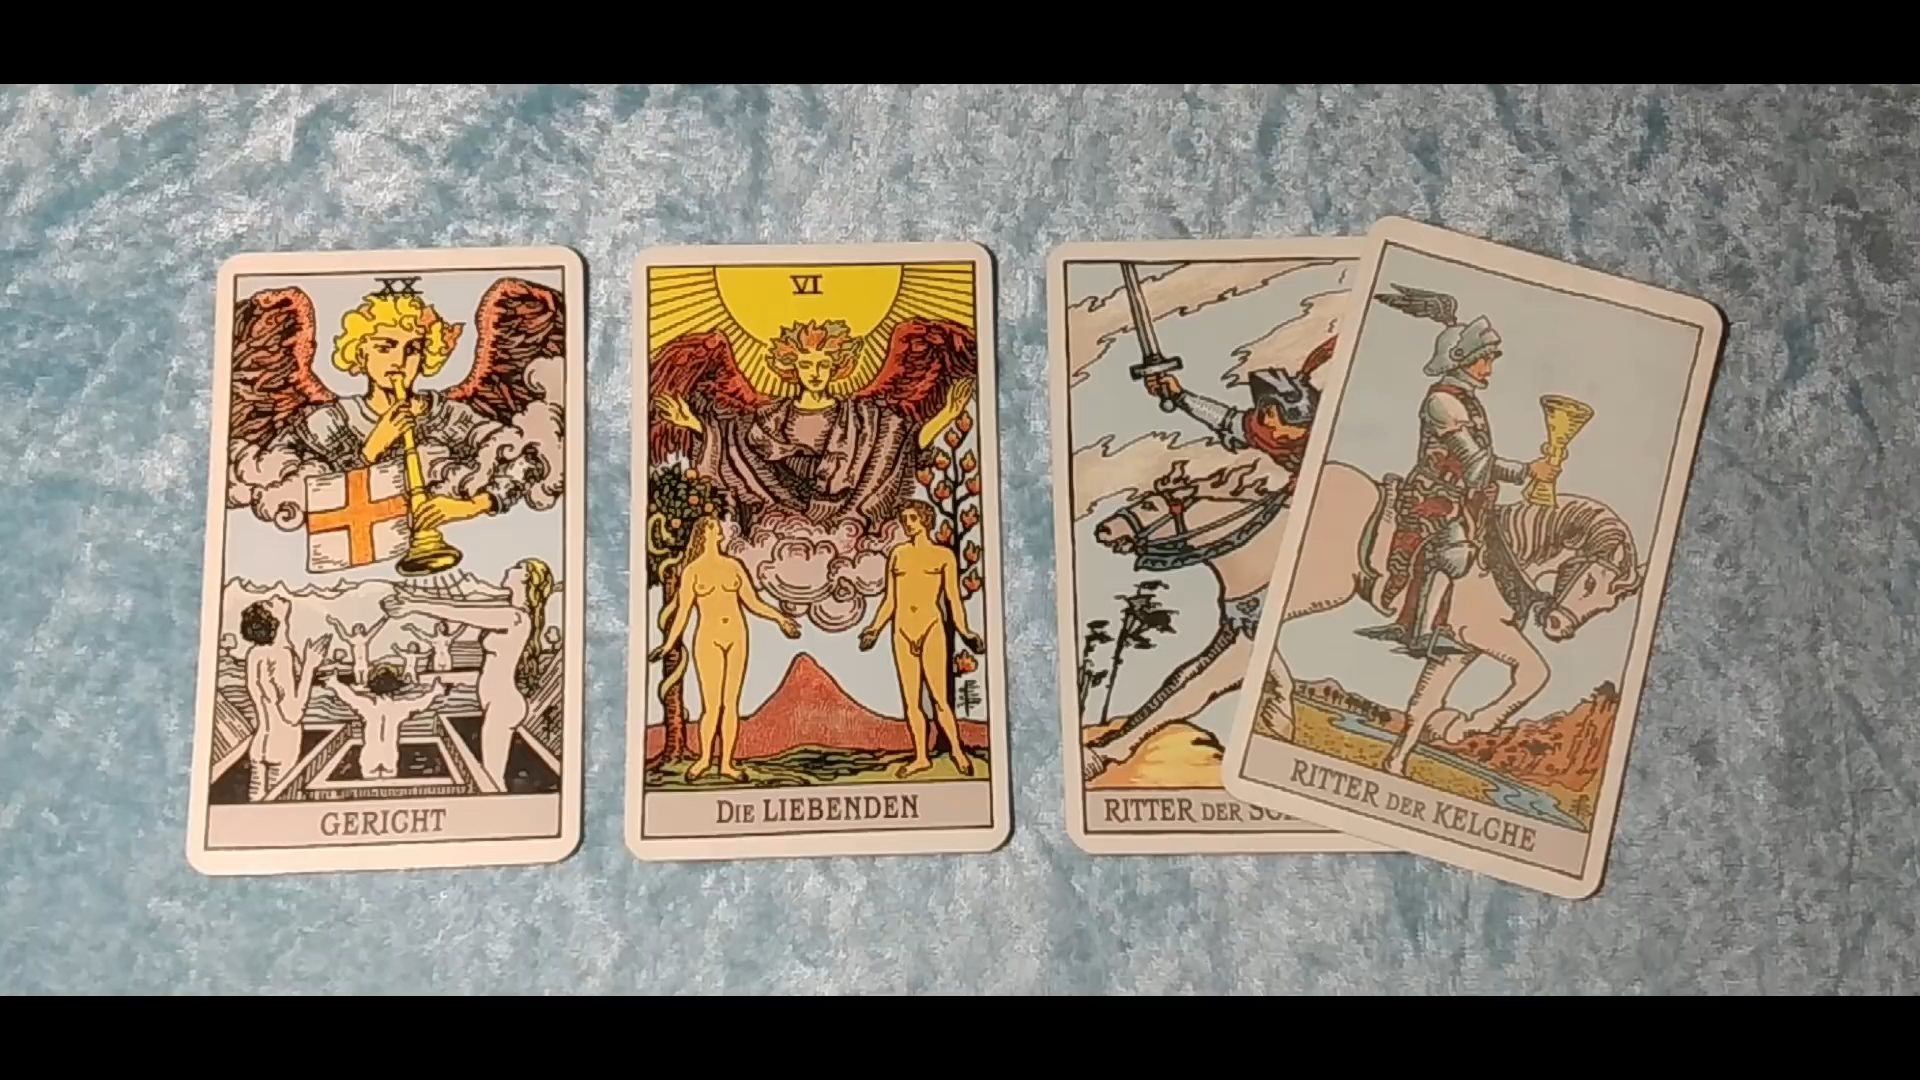 XX
GERICHT
VI
Die LIEBENDEN
RITTER DER
RITTER DER KELCHE